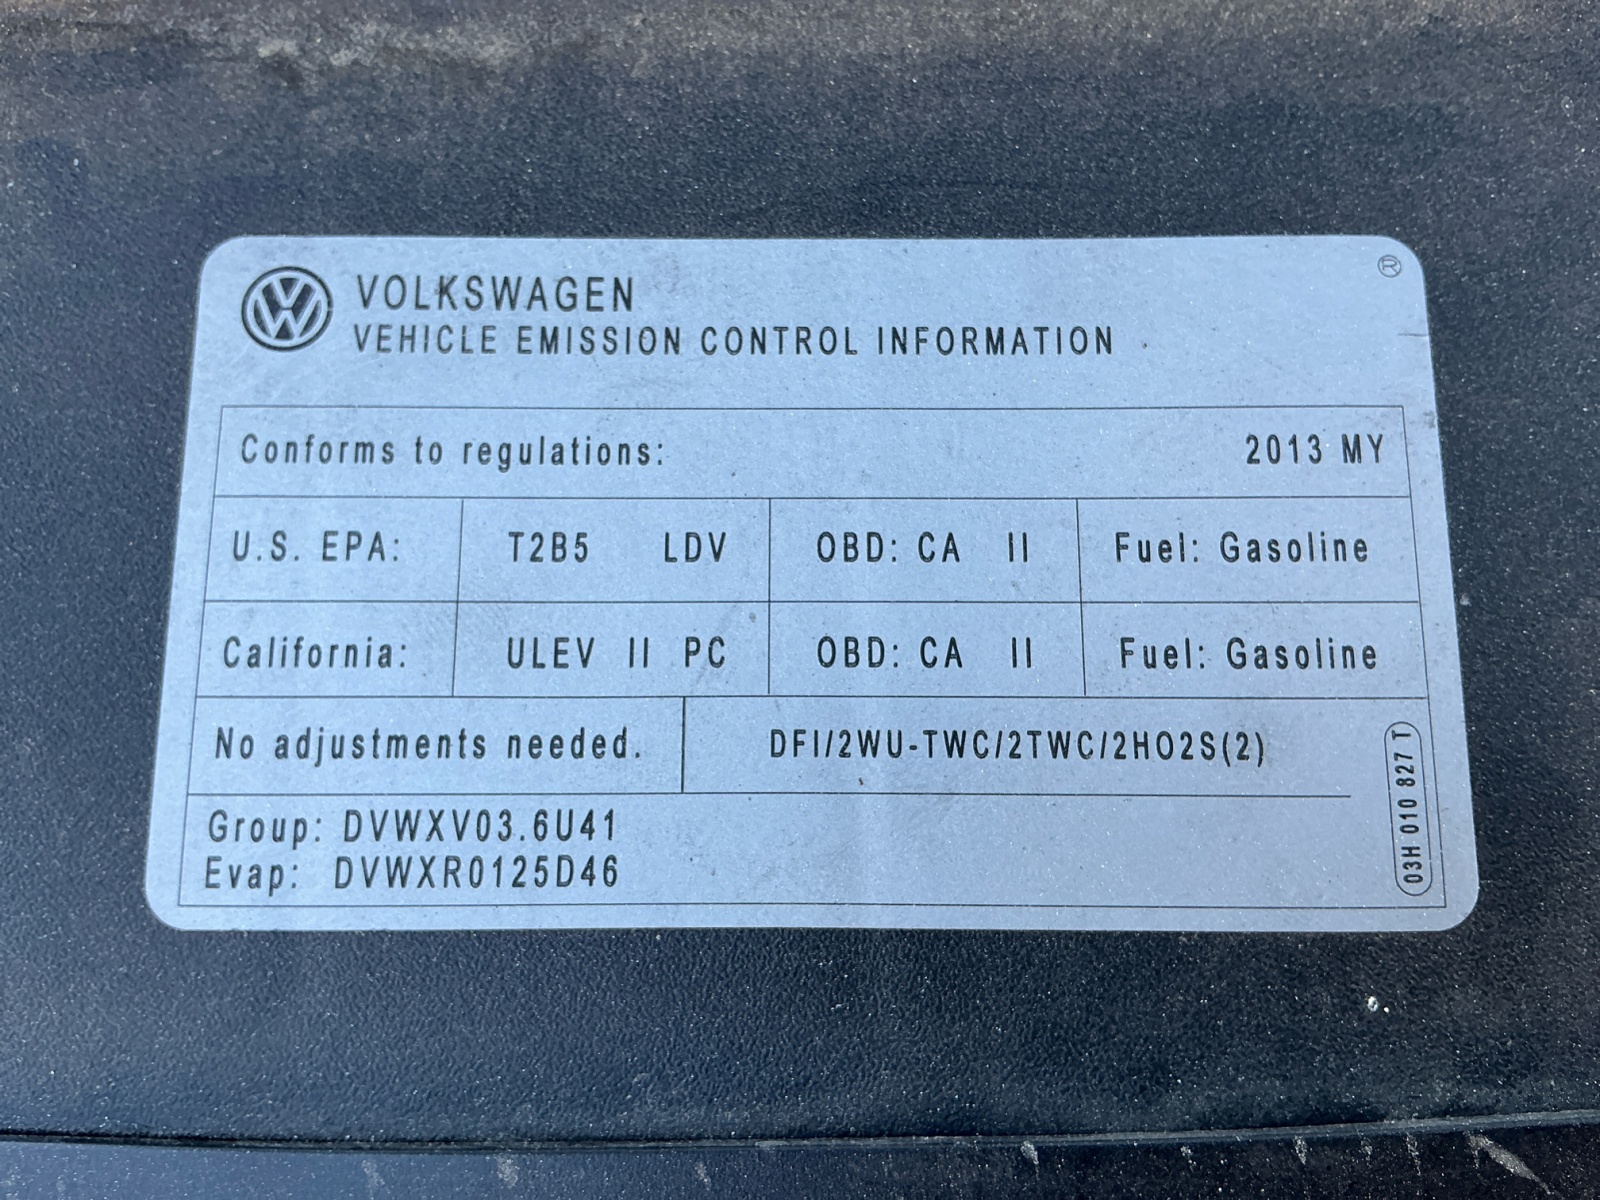 VOLKSWAGEN
VEHICLE EMISSION CONTROL INFORMATION
®
Conforms to regulations: 2013 MY
U.S. EPA: T2B5 LDV OBD: CA II Fuel: Gasoline
California: ULEV II PC OBD: CA II Fuel: Gasoline
No adjustments needed. DFI/2WU-TWC/2TWC/2HO2S(2)
Group: DVWXV03.6U41
Evap: DVWXR0125D46
03H 010 827 T